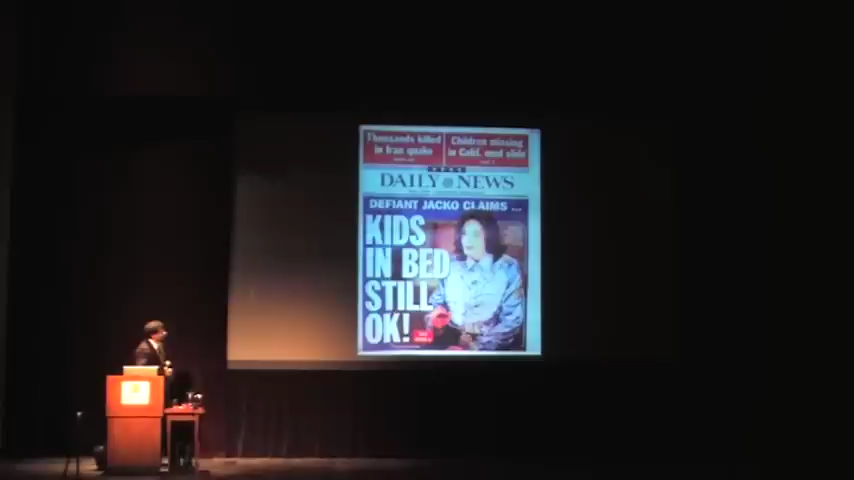 Thousands killed
in Iran quake
Children missing
in Calif. mud slide
DAILY NEWS
DEFIANT JACKO CLAIMS ...
KIDS
IN BED
STILL
OK!